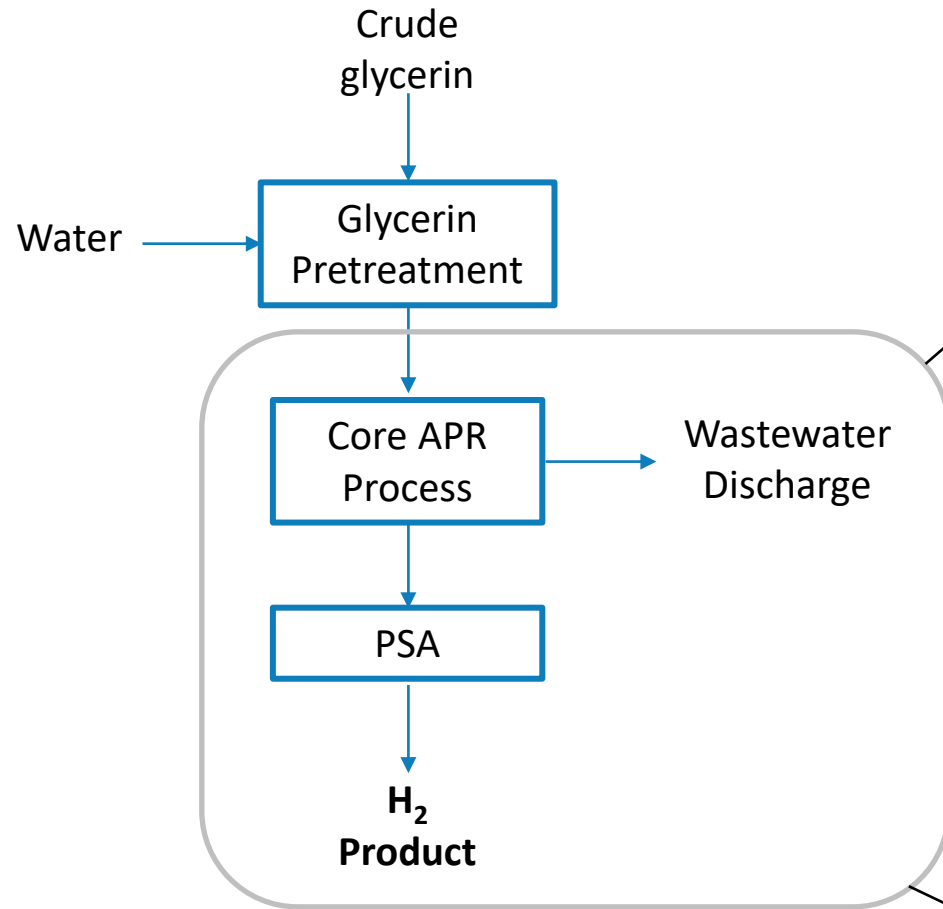 Crude
glycerin
Water
Glycerin
Pretreatment
Core APR
Process
Wastewater
Discharge
PSA
H₂
Product